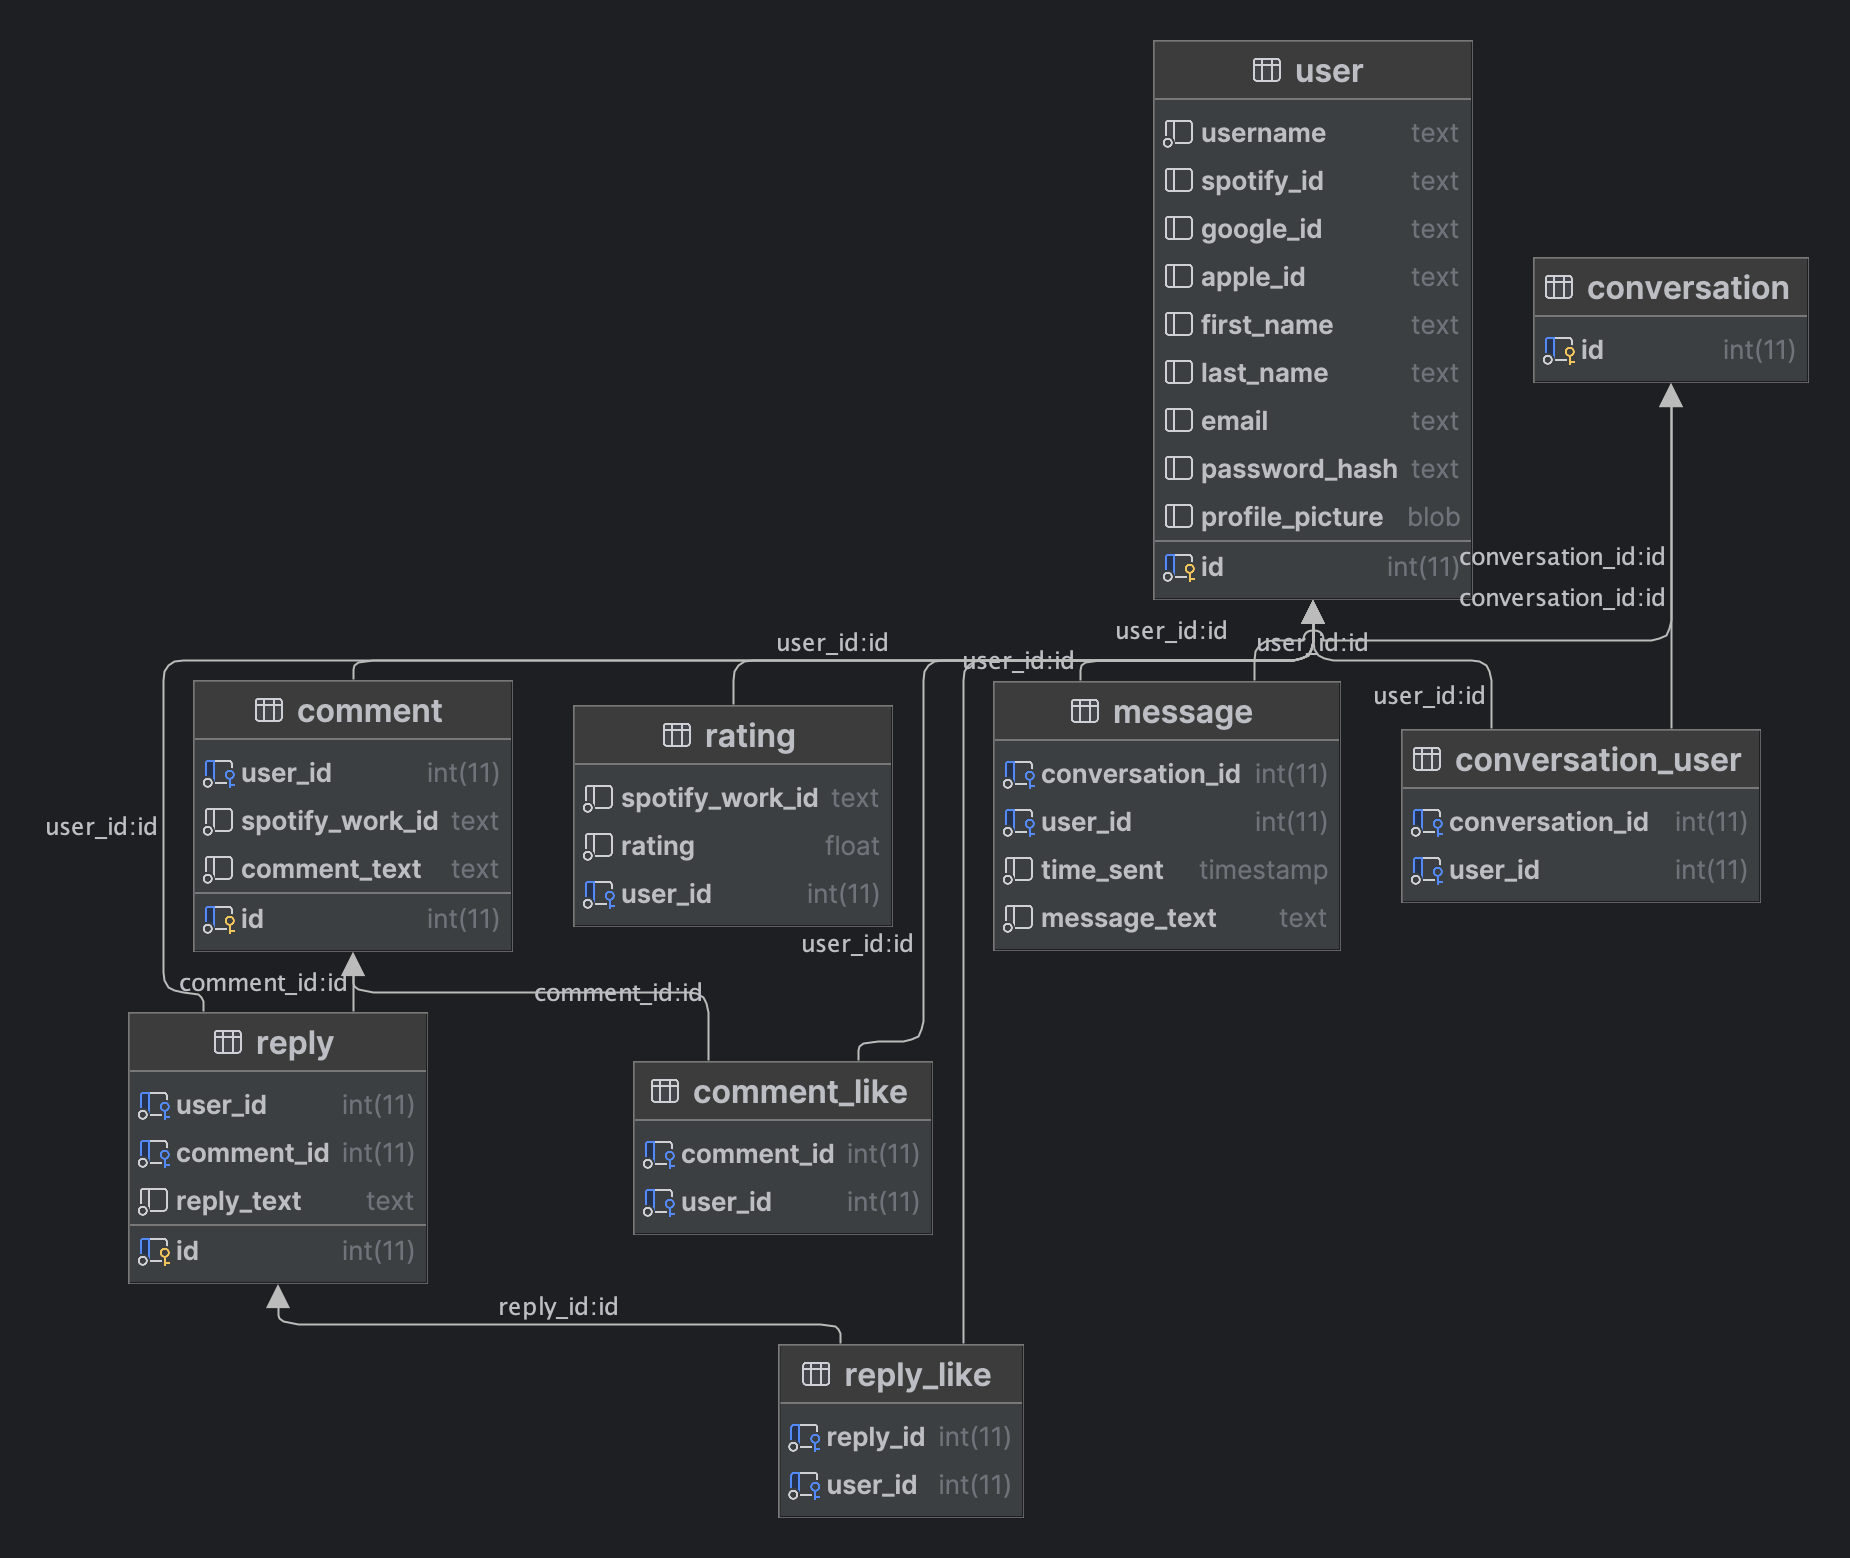 user
username text
spotify_id text
google_id text
apple_id text
first_name text
last_name text
email text
password_hash text
profile_picture blob
id int(11)
conversation
id int(11)
conversation_id:id
conversation_id:id
user_id:id
user_id:id
user_id:id
user_id:id
user_id:id
comment
user_id int(11)
spotify_work_id text
comment_text text
id int(11)
rating
spotify_work_id text
rating float
user_id int(11)
message
conversation_id int(11)
user_id int(11)
time_sent timestamp
message_text text
conversation_user
conversation_id int(11)
user_id int(11)
user_id:id
user_id:id
comment_id:id
comment_id:id
reply
user_id int(11)
comment_id int(11)
reply_text text
id int(11)
comment_like
comment_id int(11)
user_id int(11)
reply_id:id
reply_like
reply_id int(11)
user_id int(11)